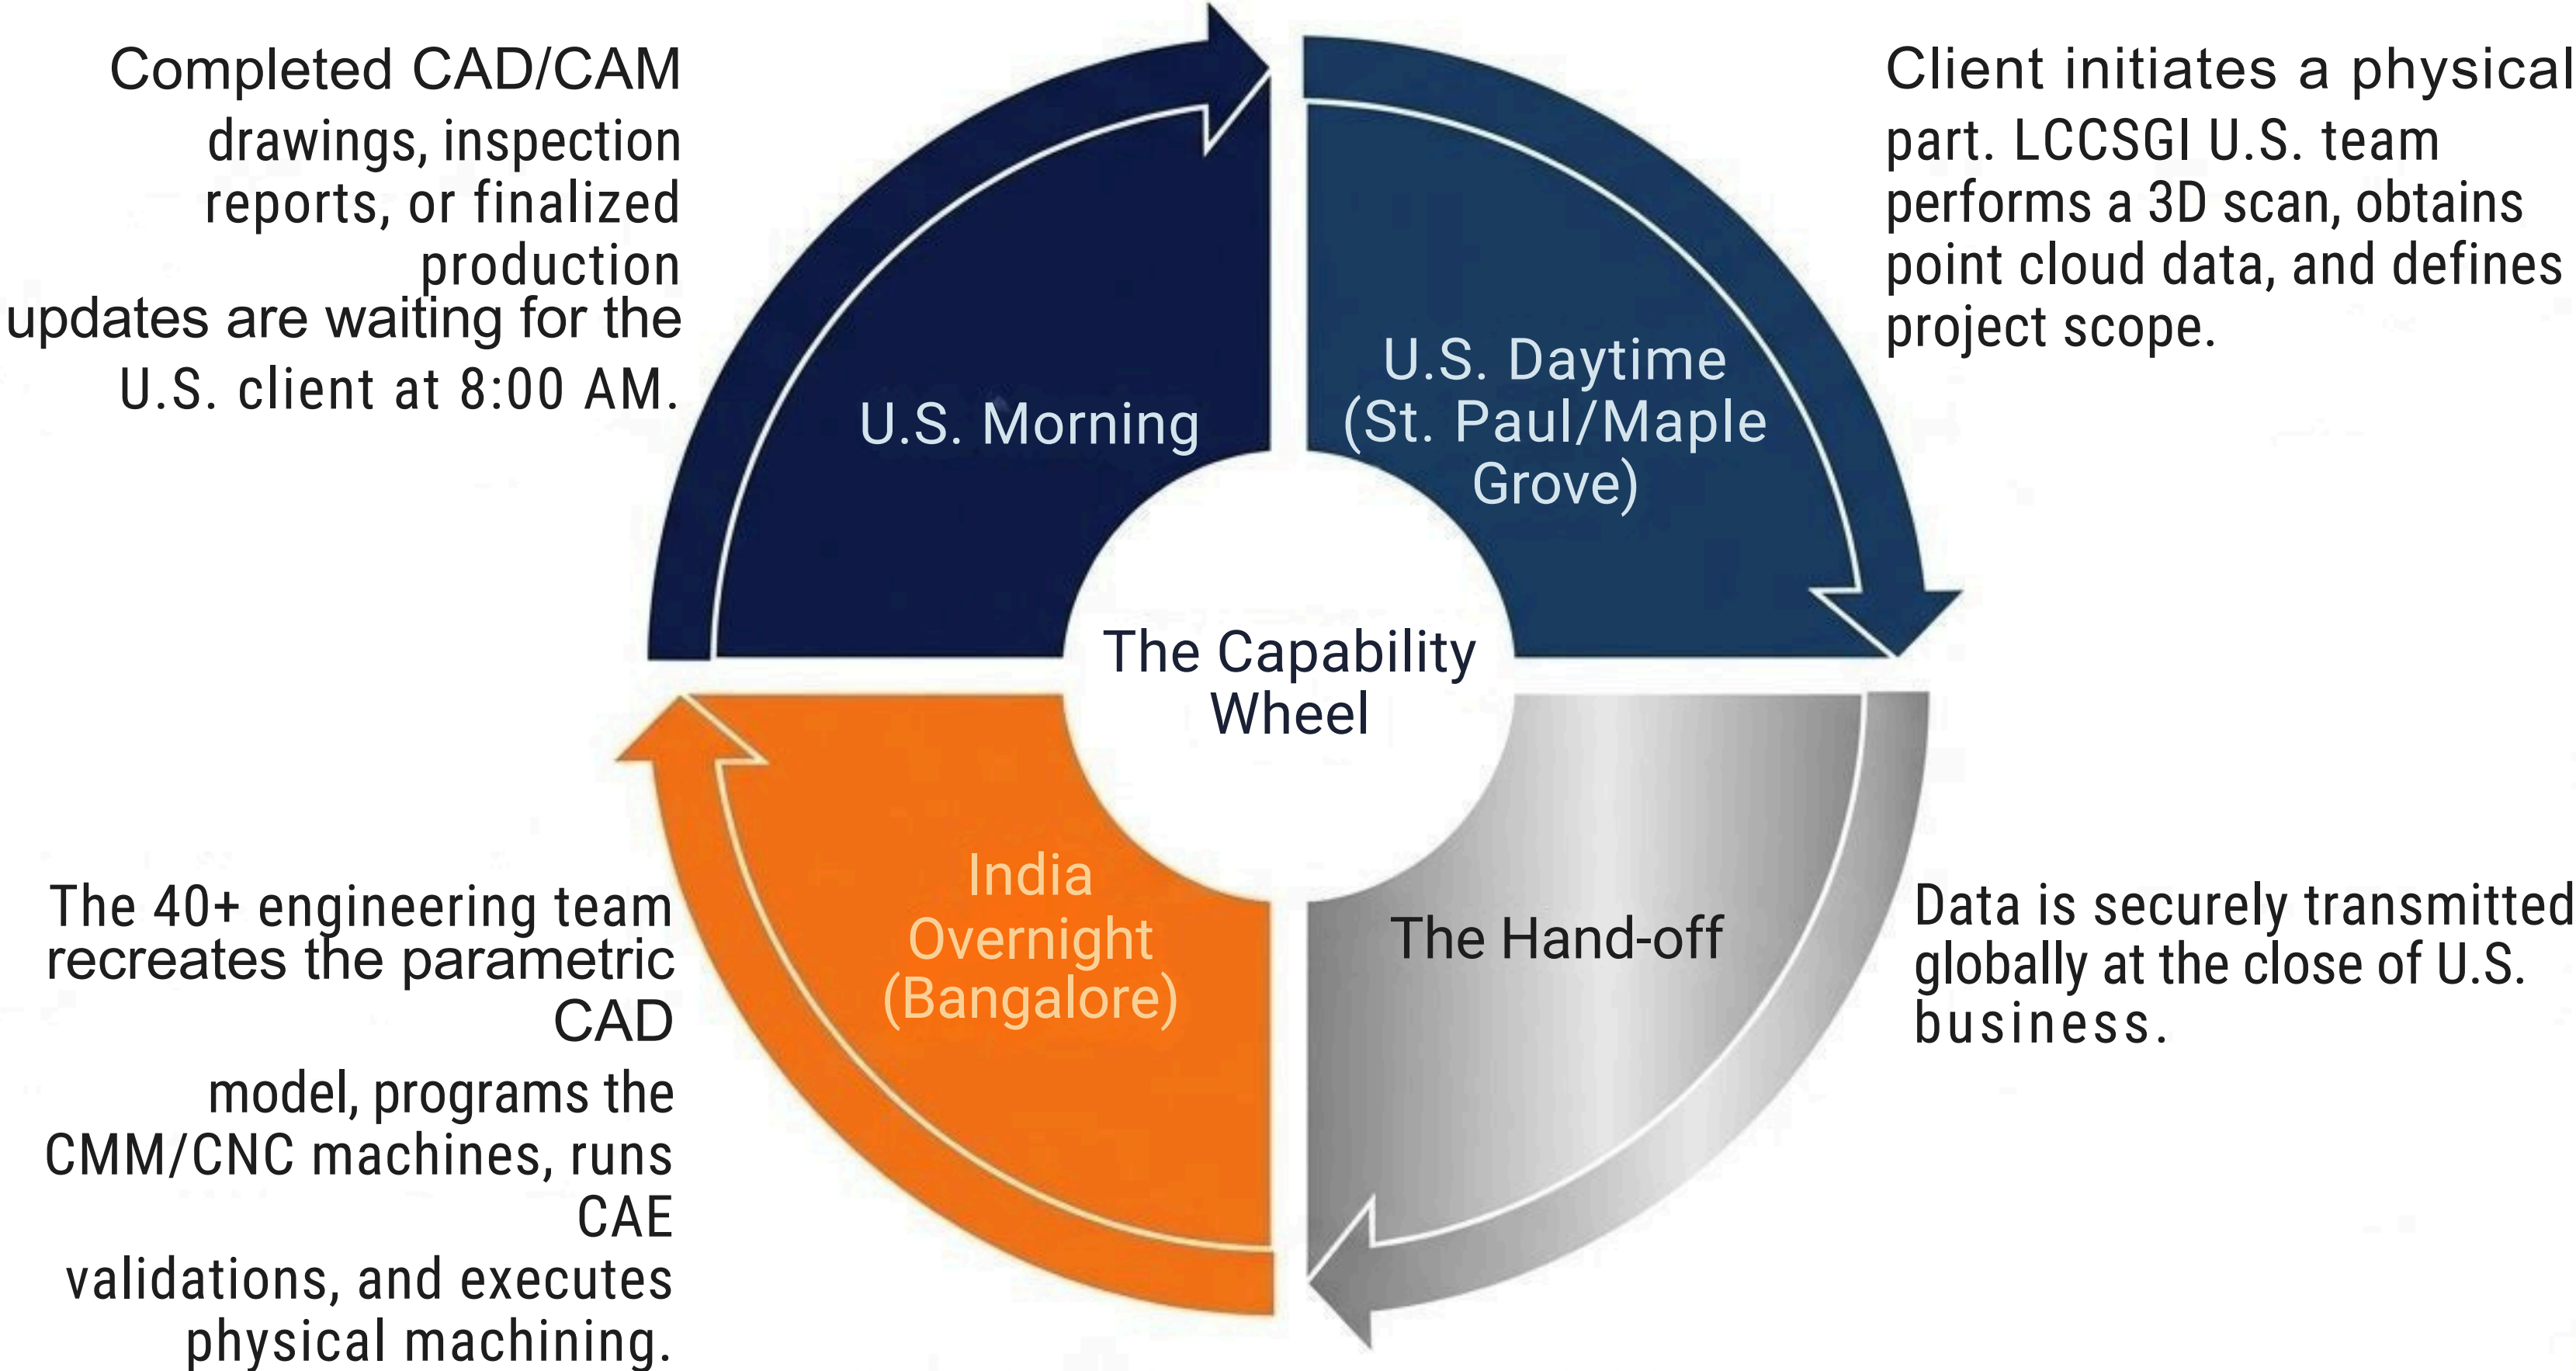 Completed CAD/CAM
drawings, inspection
reports, or finalized
production
updates are waiting for the
U.S. client at 8:00 AM.
U.S. Morning
U.S. Daytime
(St. Paul/Maple
Grove)
Client initiates a physical
part. LCCSGI U.S. team
performs a 3D scan, obtains
point cloud data, and defines
project scope.
The Capability
Wheel
The 40+ engineering team
recreates the parametric
CAD
model, programs the
CMM/CNC machines, runs
CAE
validations, and executes
physical machining.
India
Overnight
(Bangalore)
The Hand-off
Data is securely transmitted
globally at the close of U.S.
business.